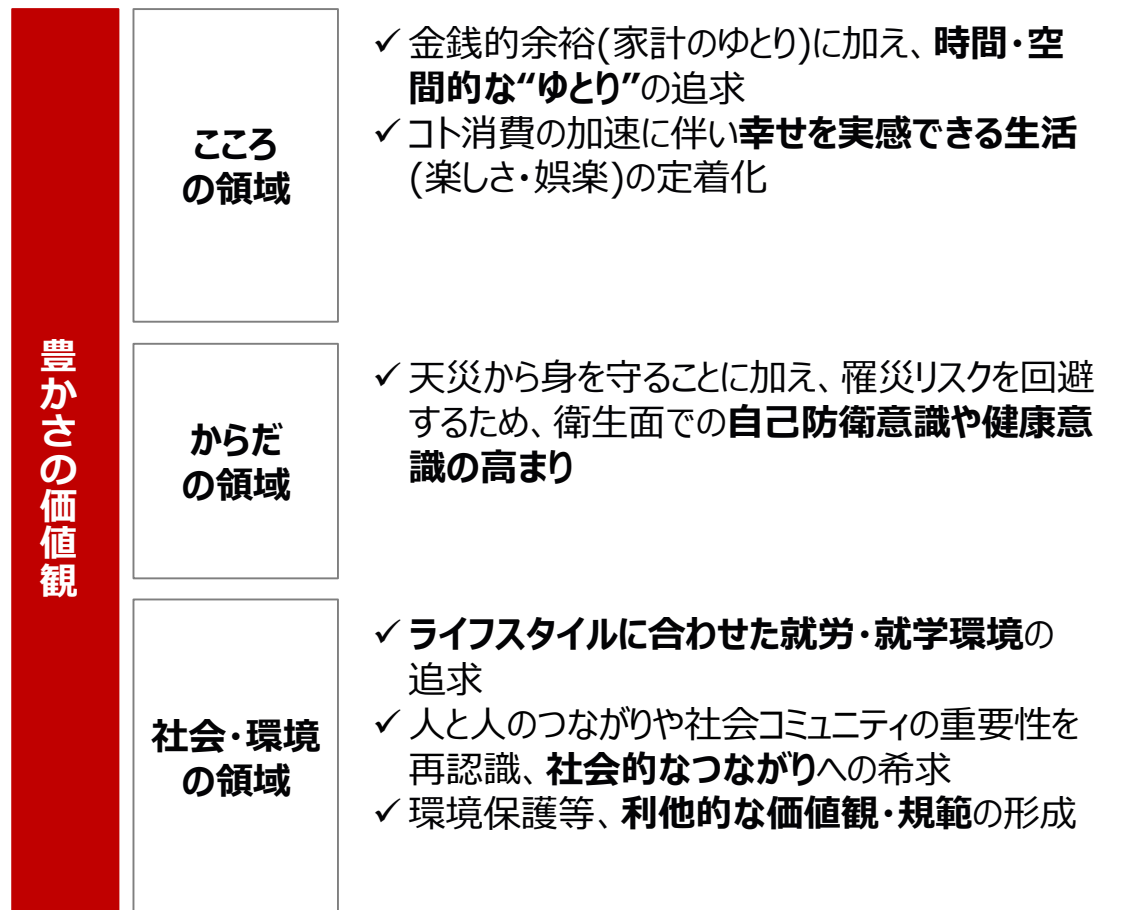 豊かさの価値観
こころ
の領域
✓ 金銭的余裕(家計のゆとり)に加え、時間・空
間的な“ゆとり”の追求
✓ コト消費の加速に伴い幸せを実感できる生活
(楽しさ・娯楽)の定着化
からだ
の領域
✓ 天災から身を守ることに加え、罹災リスクを回避
するため、衛生面での自己防衛意識や健康意
識の高まり
社会・環境
の領域
✓ ライフスタイルに合わせた就労・就学環境の
追求
✓ 人と人のつながりや社会コミュニティの重要性を
再認識、社会的なつながりへの希求
✓ 環境保護等、利他的な価値観・規範の形成